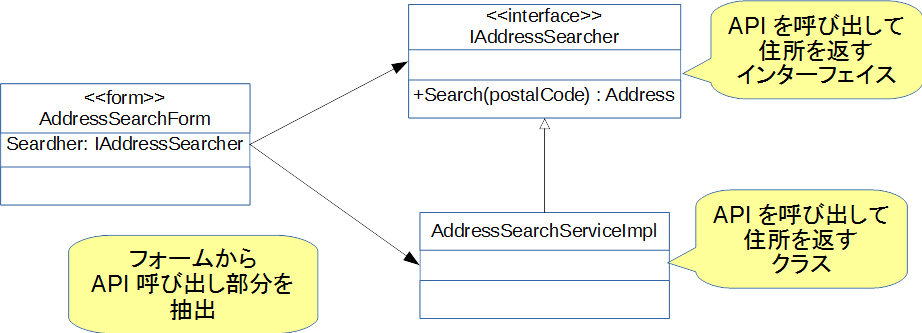 <<interface>>
IAddressSearcher
+Search(postalCode) : Address
API を呼び出して
住所を返す
インターフェイス
<<form>>
AddressSearchForm
Seardher: IAddressSearcher
AddressSearchServiceImpl
API を呼び出して
住所を返す
クラス
フォームから
API 呼び出し部分を
抽出